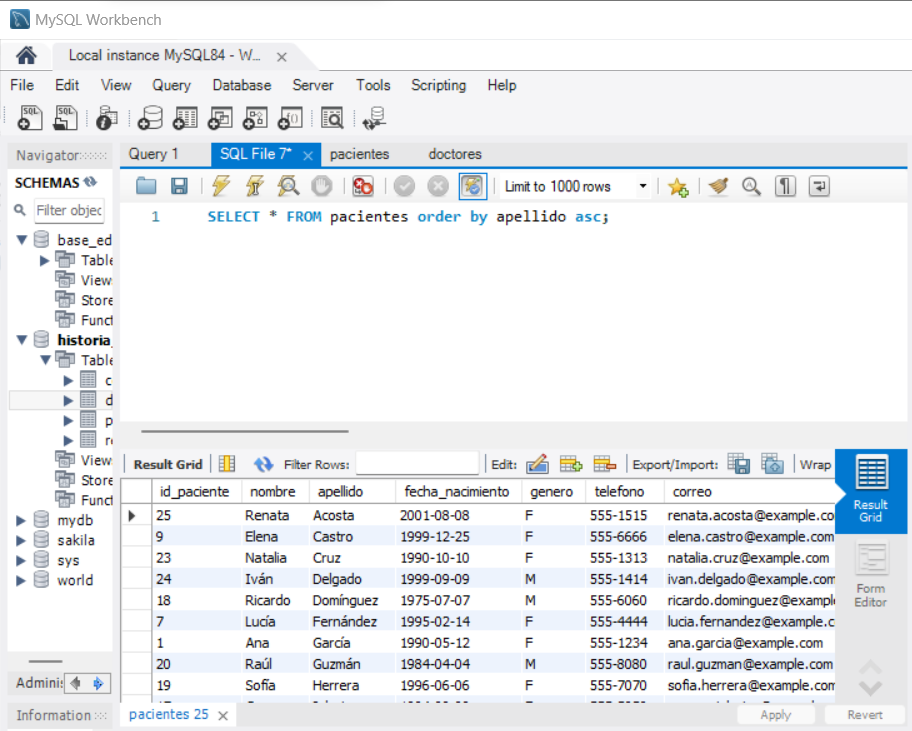 MySQL Workbench
Local instance MySQL84 - W...
File Edit View Query Database Server Tools Scripting Help
Navigator
Query 1 SQL File 7* pacientes doctores
SCHEMAS
Limit to 1000 rows
Filter objec
1 SELECT * FROM pacientes order by apellido asc;
base_ed
Table
Views
Store
Funct
historia_
Table
c
d
p
r
Views
Store
Funct
mydb
sakila
sys
world
Result Grid Filter Rows: Edit: Export/Import: Wrap
id_paciente nombre apellido fecha_nacimiento genero telefono correo
25 Renata Acosta 2001-08-08 F 555-1515 renata.acosta@example.co
9 Elena Castro 1999-12-25 F 555-6666 elena.castro@example.com
23 Natalia Cruz 1990-10-10 F 555-1313 natalia.cruz@example.com
24 Iván Delgado 1999-09-09 M 555-1414 ivan.delgado@example.com
18 Ricardo Domínguez 1975-07-07 M 555-6060 ricardo.dominguez@examp
7 Lucía Fernández 1995-02-14 F 555-4444 lucia.fernandez@example.c
1 Ana García 1990-05-12 F 555-1234 ana.garcia@example.com
20 Raúl Guzmán 1984-04-04 M 555-8080 raul.guzman@example.com
19 Sofía Herrera 1996-06-06 F 555-7070 sofia.herrera@example.com
Result
Grid
Form
Editor
Adminis
Information
pacientes 25
Apply Revert